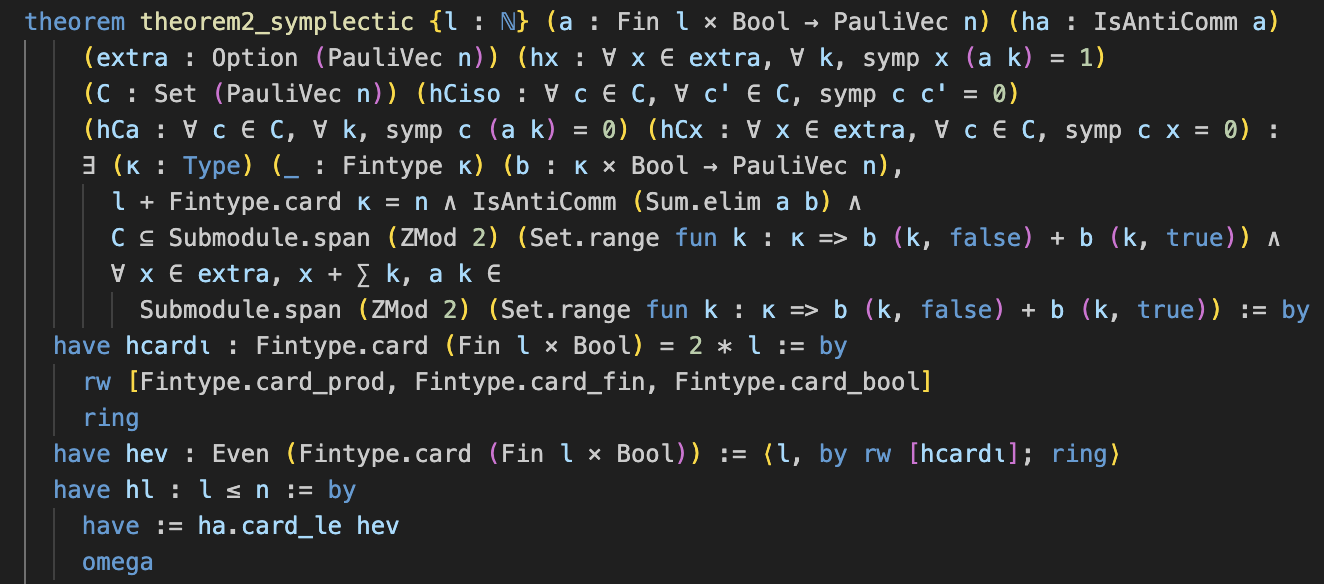 theorem theorem2_symplectic {l : ℕ} (a : Fin l × Bool → PauliVec n) (ha : IsAntiComm a)
(extra : Option (PauliVec n)) (hx : ∀ x ∈ extra, ∀ k, symp x (a k) = 1)
(C : Set (PauliVec n)) (hCiso : ∀ c ∈ C, ∀ c' ∈ C, symp c c' = 0)
(hCa : ∀ c ∈ C, ∀ k, symp c (a k) = 0) (hCx : ∀ x ∈ extra, ∀ c ∈ C, symp c x = 0) :
∃ (κ : Type) (_ : Fintype κ) (b : κ × Bool → PauliVec n),
l + Fintype.card κ = n ∧ IsAntiComm (Sum.elim a b) ∧
C ⊆ Submodule.span (ZMod 2) (Set.range fun k : κ => b (k, false) + b (k, true)) ∧
∀ x ∈ extra, x + ∑ k, a k ∈
Submodule.span (ZMod 2) (Set.range fun k : κ => b (k, false) + b (k, true)) := by
have hcardι : Fintype.card (Fin l × Bool) = 2 * l := by
rw [Fintype.card_prod, Fintype.card_fin, Fintype.card_bool]
ring
have hev : Even (Fintype.card (Fin l × Bool)) := ⟨l, by rw [hcardι]; ring⟩
have hl : l ≤ n := by
have := ha.card_le hev
omega